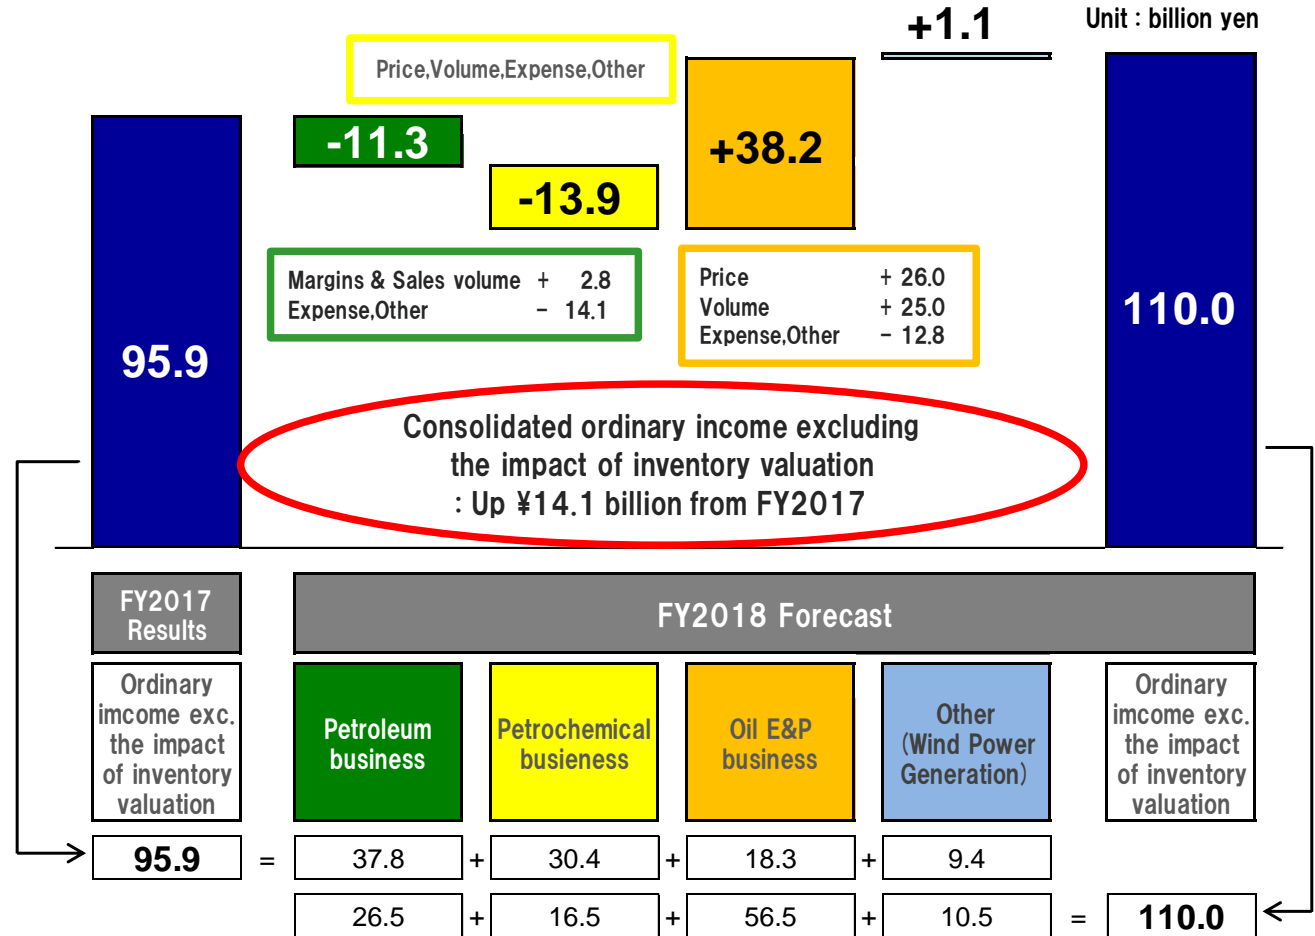 +1.1
Unit : billion yen
Price,Volume,Expense,Other
-11.3
-13.9
+38.2
Margins & Sales volume + 2.8
Expense,Other - 14.1
Price + 26.0
Volume + 25.0
Expense,Other - 12.8
95.9
110.0
Consolidated ordinary income excluding
the impact of inventory valuation
: Up ¥14.1 billion from FY2017
FY2017
Results
FY2018 Forecast
Ordinary
imcome exc.
the impact
of inventory
valuation
Petroleum
business
Petrochemical
busieness
Oil E&P
business
Other
(Wind Power
Generation)
Ordinary
imcome exc.
the impact
of inventory
valuation
95.9 = 37.8 + 30.4 + 18.3 + 9.4
26.5 + 16.5 + 56.5 + 10.5 = 110.0